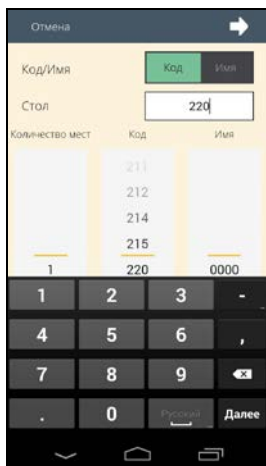 Отмена
Код/Имя Код Имя
Стол 220
Количество мест Код Имя
211
212
214
215
1 220 0000
1 2 3 -
4 5 6 ,
7 8 9
. 0 Русский Далее